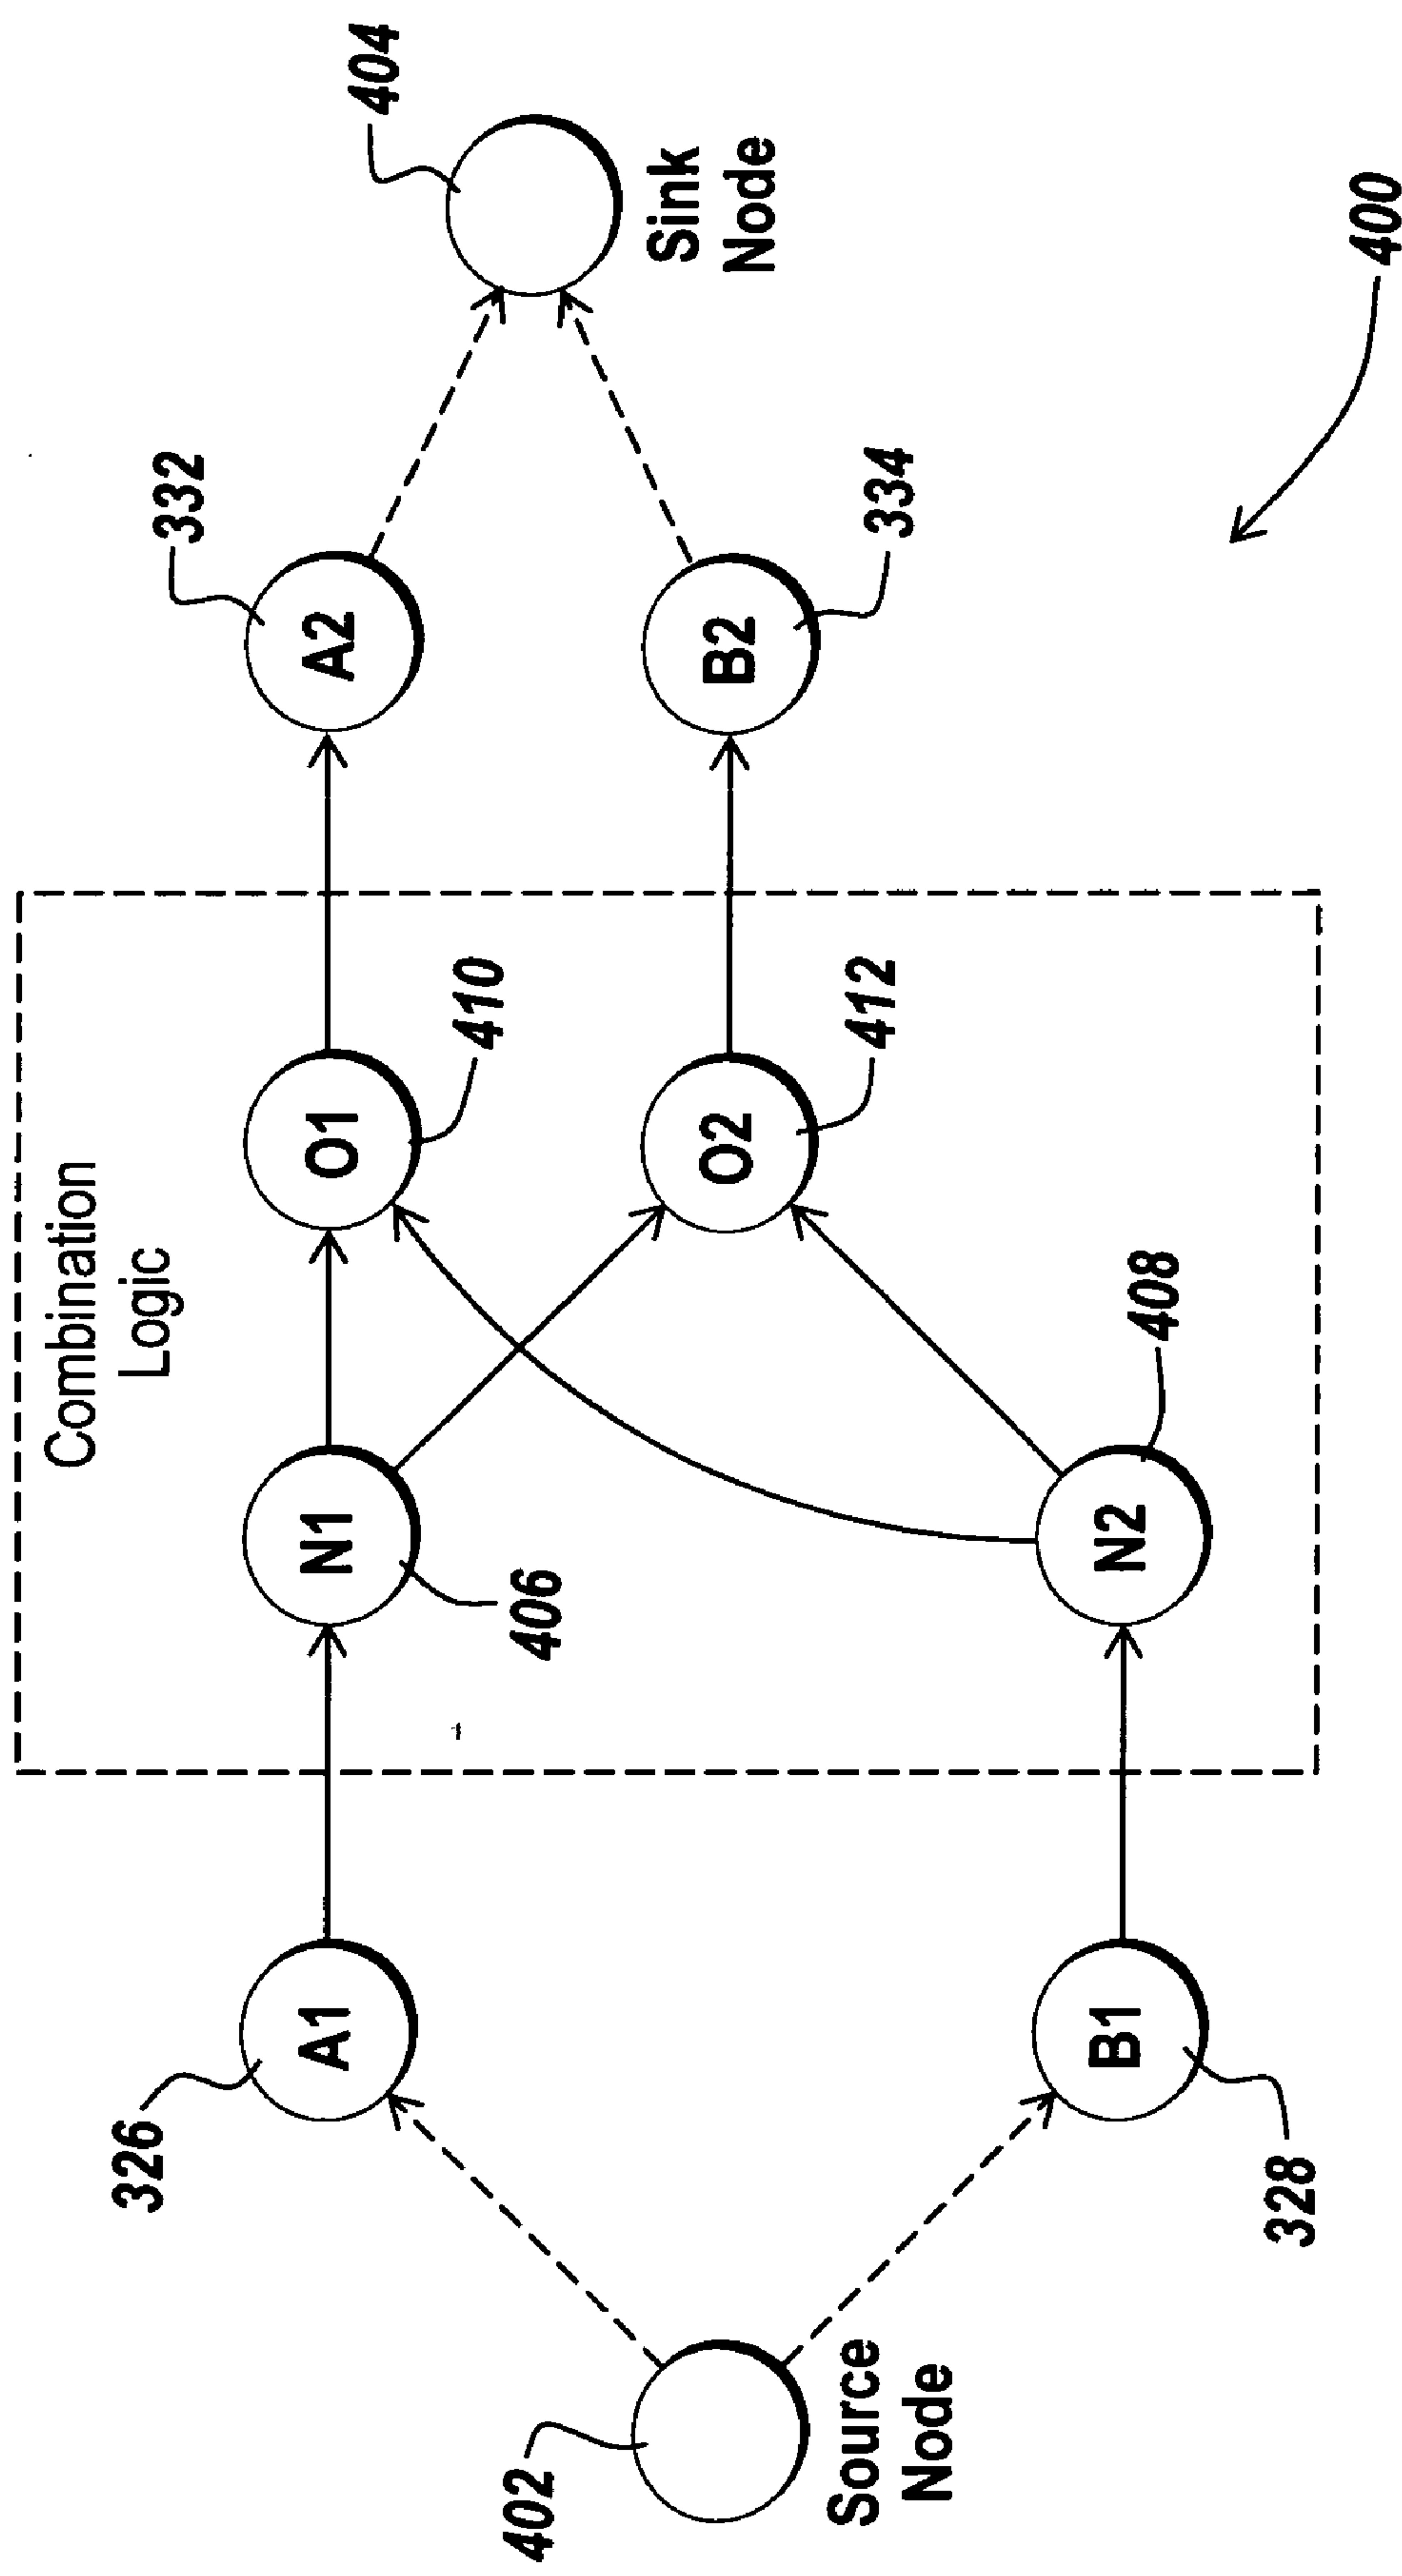 Combination
Logic
326
A1
406
N1
410
O1
332
A2
404
Sink
Node
402
Source
Node
412
O2
334
B2
328
B1
408
N2
400